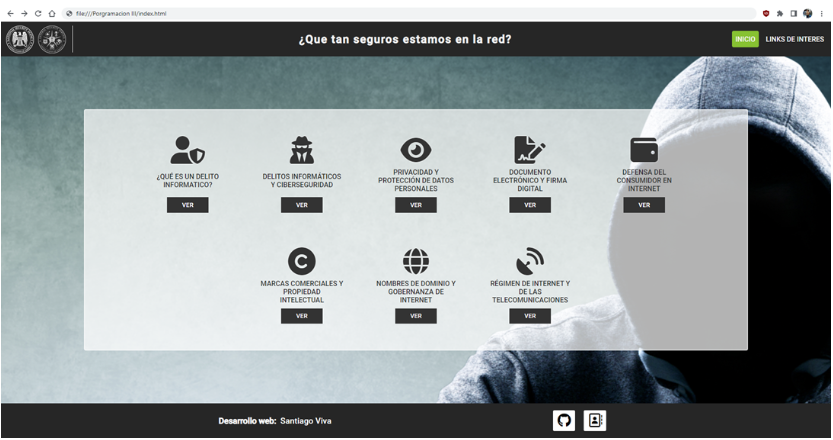 file:///Porgramacion III/index.html
¿Que tan seguros estamos en la red?
INICIO
LINKS DE INTERES
¿QUÉ ES UN DELITO
INFORMATICO?
VER
DELITOS INFORMÁTICOS
Y CIBERSEGURIDAD
VER
PRIVACIDAD Y
PROTECCIÓN DE DATOS
PERSONALES
VER
DOCUMENTO
ELECTRÓNICO Y FIRMA
DIGITAL
VER
DEFENSA DEL
CONSUMIDOR EN
INTERNET
VER
MARCAS COMERCIALES Y
PROPIEDAD
INTELECTUAL
VER
NOMBRES DE DOMINIO Y
GOBERNANZA DE
INTERNET
VER
RÉGIMEN DE INTERNET Y
DE LAS
TELECOMUNICACIONES
VER
Desarrollo web: Santiago Viva